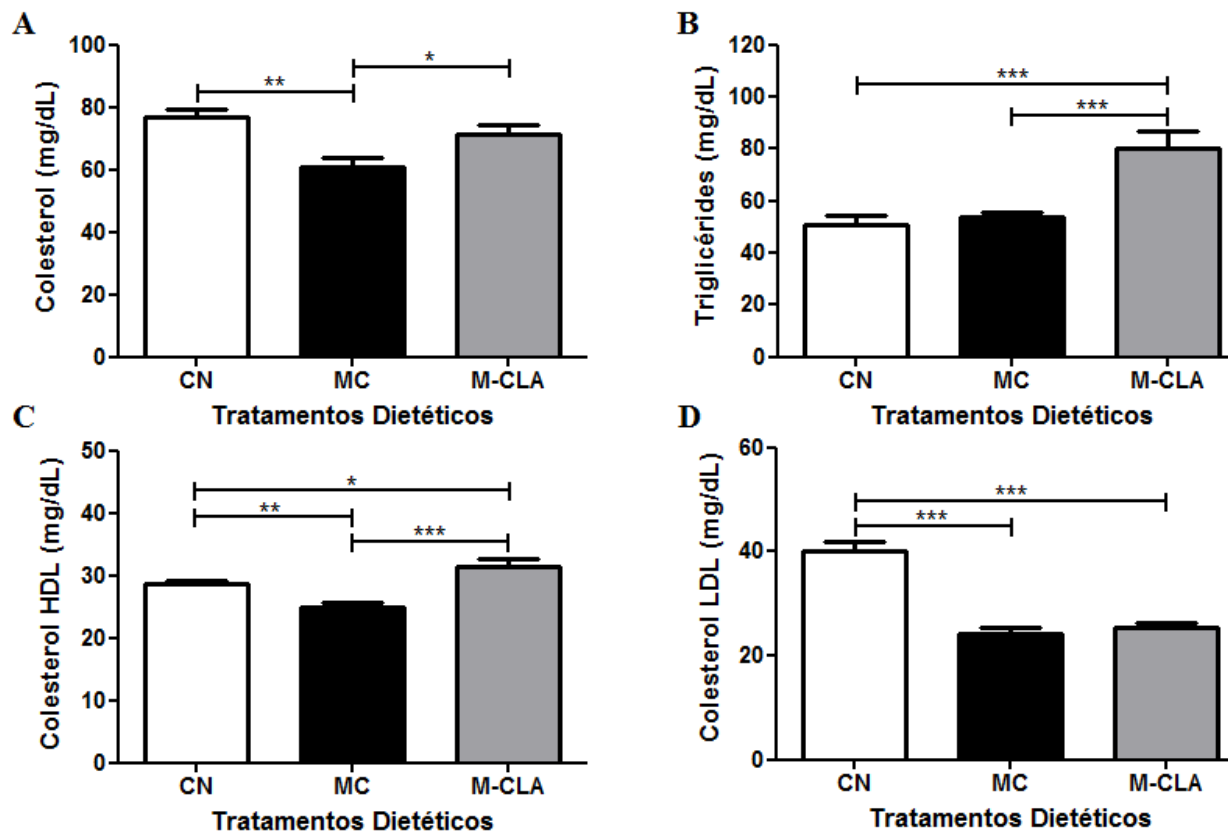 A
Colesterol (mg/dL)
100
80
60
40
20
0
**
*
CN MC M-CLA
Tratamentos Dietéticos
B
Triglicérides (mg/dL)
120
100
80
60
40
20
0
***
***
CN MC M-CLA
Tratamentos Dietéticos
C
Colesterol HDL (mg/dL)
50
40
30
20
10
0
*
**
***
CN MC M-CLA
Tratamentos Dietéticos
D
Colesterol LDL (mg/dL)
60
40
20
0
***
***
CN MC M-CLA
Tratamentos Dietéticos